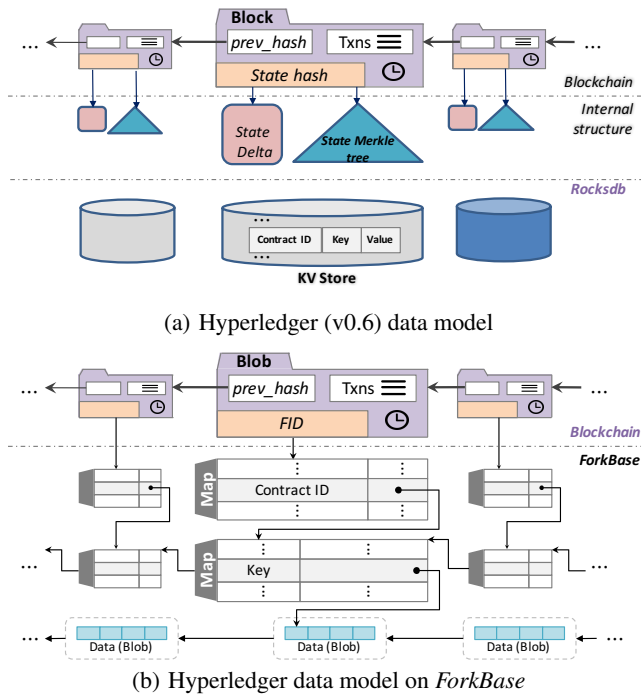 Block
... prev_hash Txns ...
State hash
Blockchain
Internal
structure
State
Delta
State Merkle
tree
Rocksdb
...
Contract ID Key Value
...
KV Store
(a) Hyperledger (v0.6) data model
Blob
... prev_hash Txns ...
FID
Blockchain
ForkBase
Map
⋮ ⋮
Contract ID
⋮ ⋮
Map
... ⋮ ⋮ ...
Key
⋮ ⋮
... Data (Blob) Data (Blob) Data (Blob) ...
(b) Hyperledger data model on ForkBase